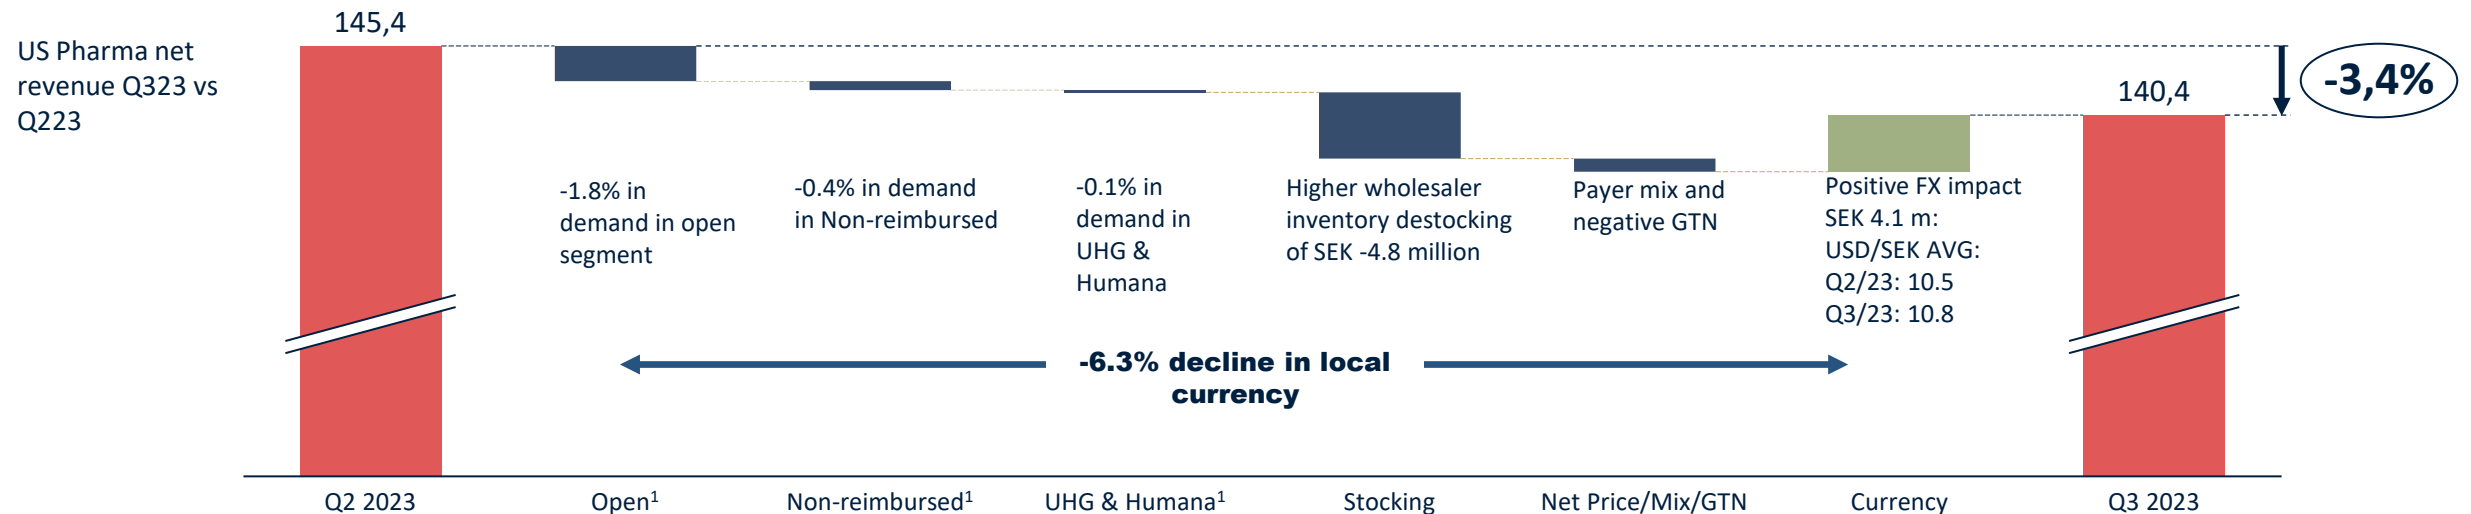 US Pharma net
revenue Q323 vs
Q223
145,4
140,4
-3,4%
-1.8% in
demand in open
segment
-0.4% in demand
in Non-reimbursed
-0.1% in
demand in
UHG &
Humana
Higher wholesaler
inventory destocking
of SEK -4.8 million
Payer mix and
negative GTN
Positive FX impact
SEK 4.1 m:
USD/SEK AVG:
Q2/23: 10.5
Q3/23: 10.8
-6.3% decline in local
currency
Q2 2023
Open¹
Non-reimbursed¹
UHG & Humana¹
Stocking
Net Price/Mix/GTN
Currency
Q3 2023